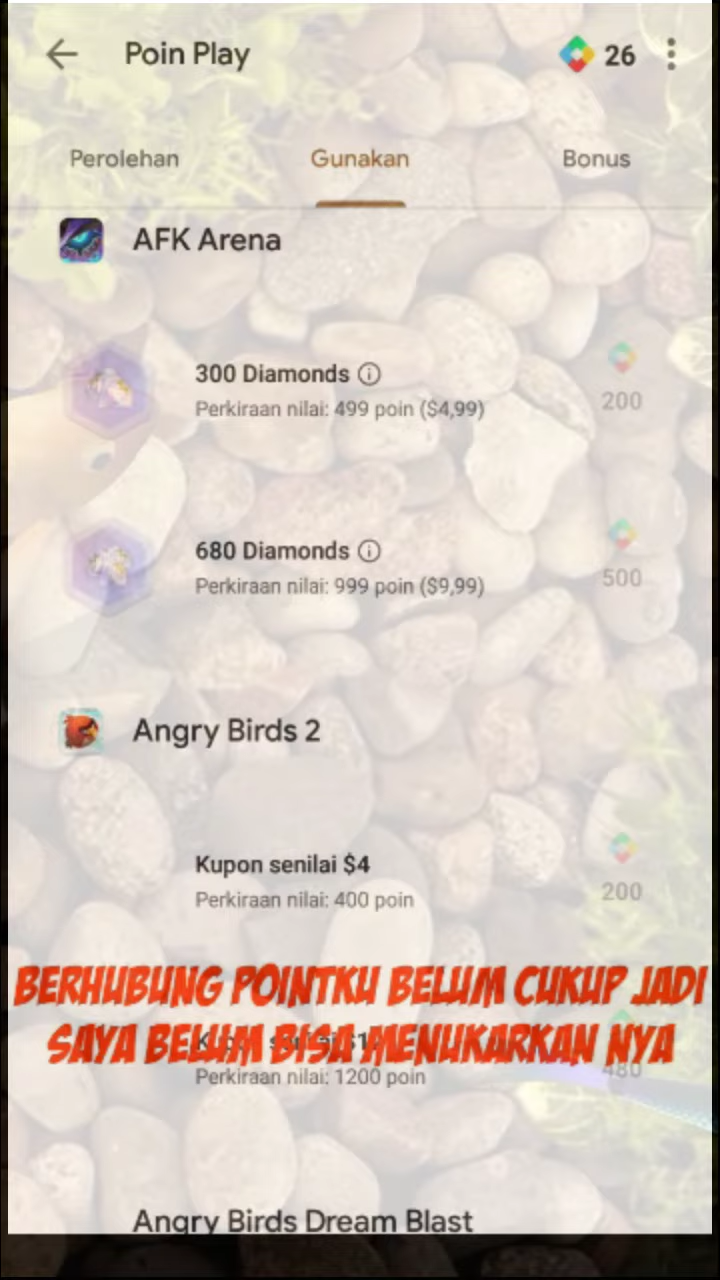 Poin Play
26
Perolehan
Gunakan
Bonus
AFK Arena
300 Diamonds
Perkiraan nilai: 499 poin ($4,99)
200
680 Diamonds
Perkiraan nilai: 999 poin ($9,99)
500
Angry Birds 2
Kupon senilai $4
Perkiraan nilai: 400 poin
200
BERHUBUNG POINTKU BELUM CUKUP JADI
SAYA BELUM BISA MENUKARKAN NYA
Perkiraan nilai: 1200 poin
480
Angry Birds Dream Blast